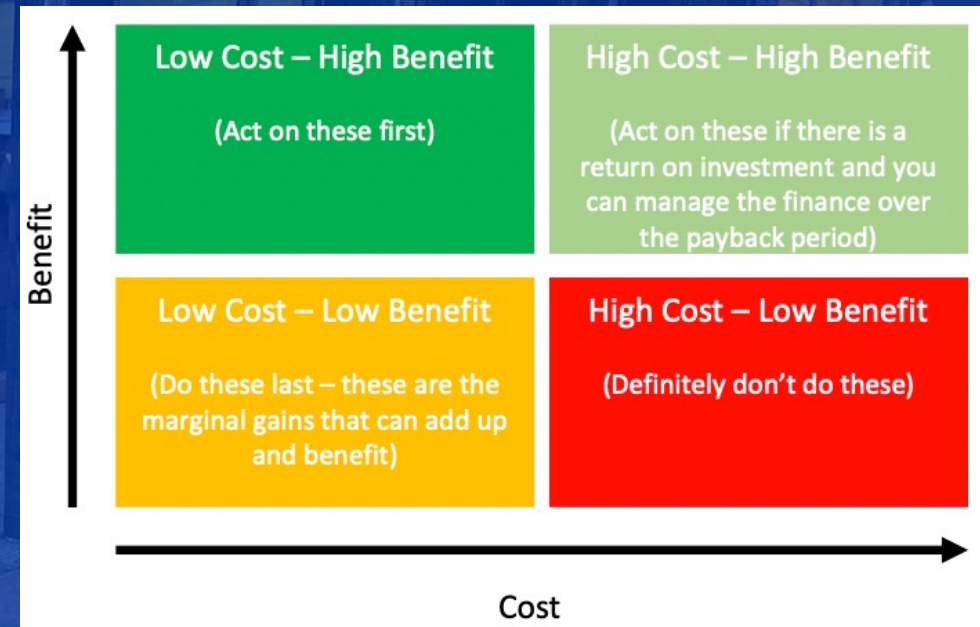 Benefit
Low Cost – High Benefit
(Act on these first)
High Cost – High Benefit
(Act on these if there is a
return on investment and you
can manage the finance over
the payback period)
Low Cost – Low Benefit
(Do these last – these are the
marginal gains that can add up
and benefit)
High Cost – Low Benefit
(Definitely don’t do these)
Cost